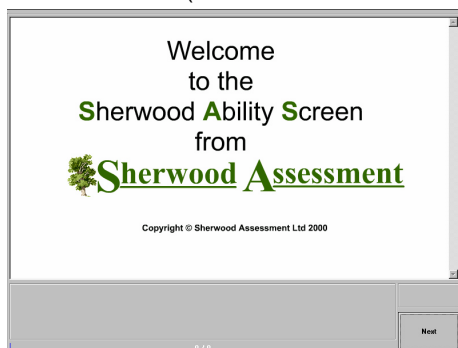 Welcome
to the
Sherwood Ability Screen
from
Sherwood Assessment
Copyright © Sherwood Assessment Ltd 2000
Next